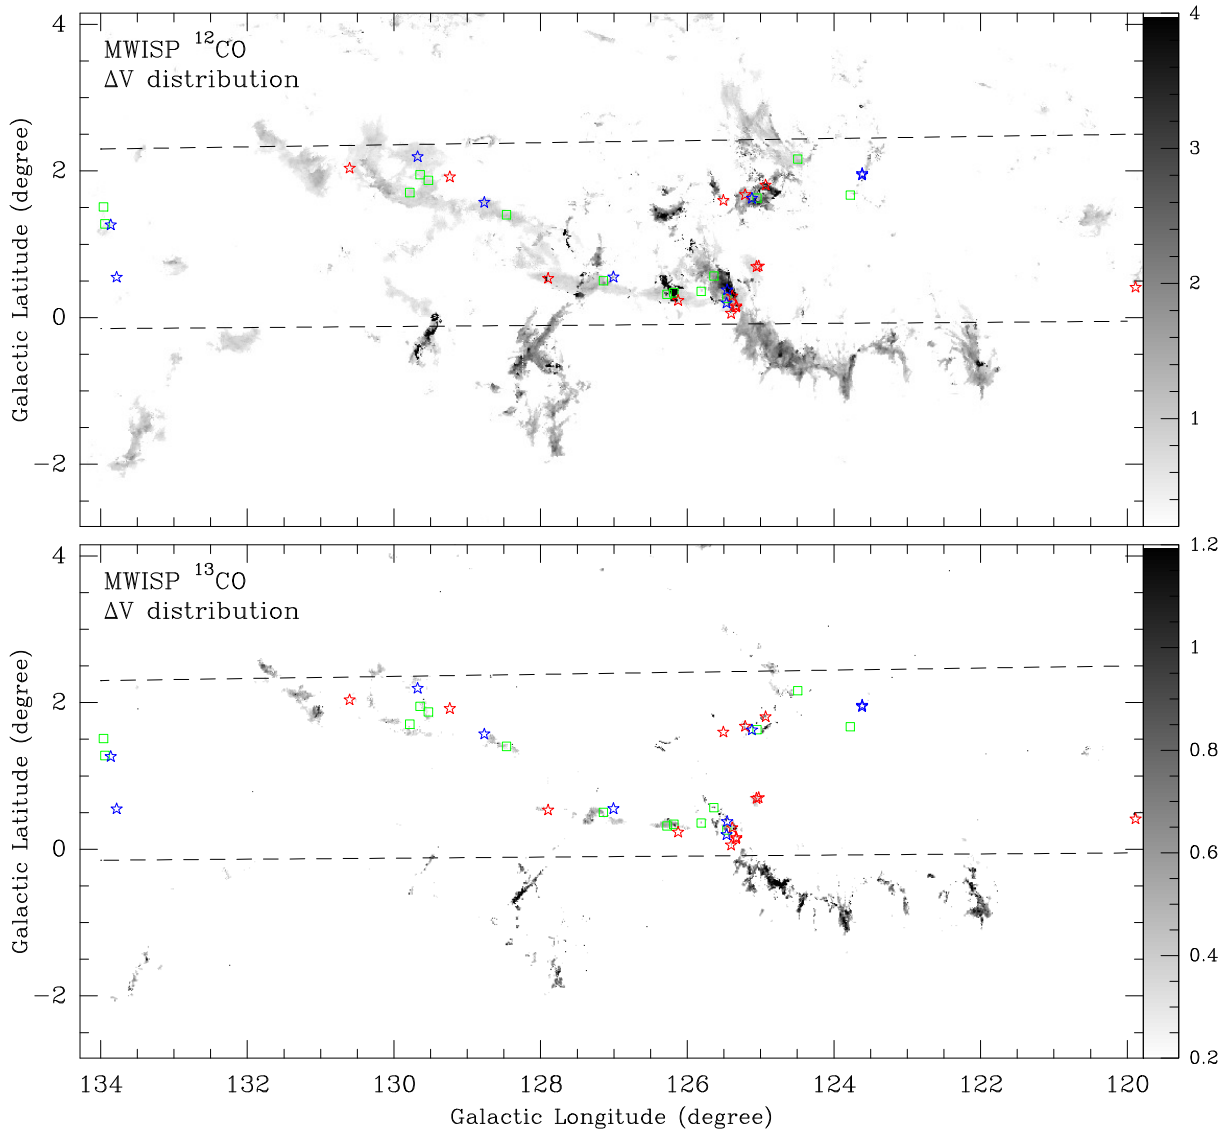 MWISP ¹²CO
ΔV distribution
4
2
0
−2
Galactic Latitude (degree)
4
3
2
1
MWISP ¹³CO
ΔV distribution
4
2
0
−2
Galactic Latitude (degree)
1.2
1
0.8
0.6
0.4
0.2
134 132 130 128 126 124 122 120
Galactic Longitude (degree)